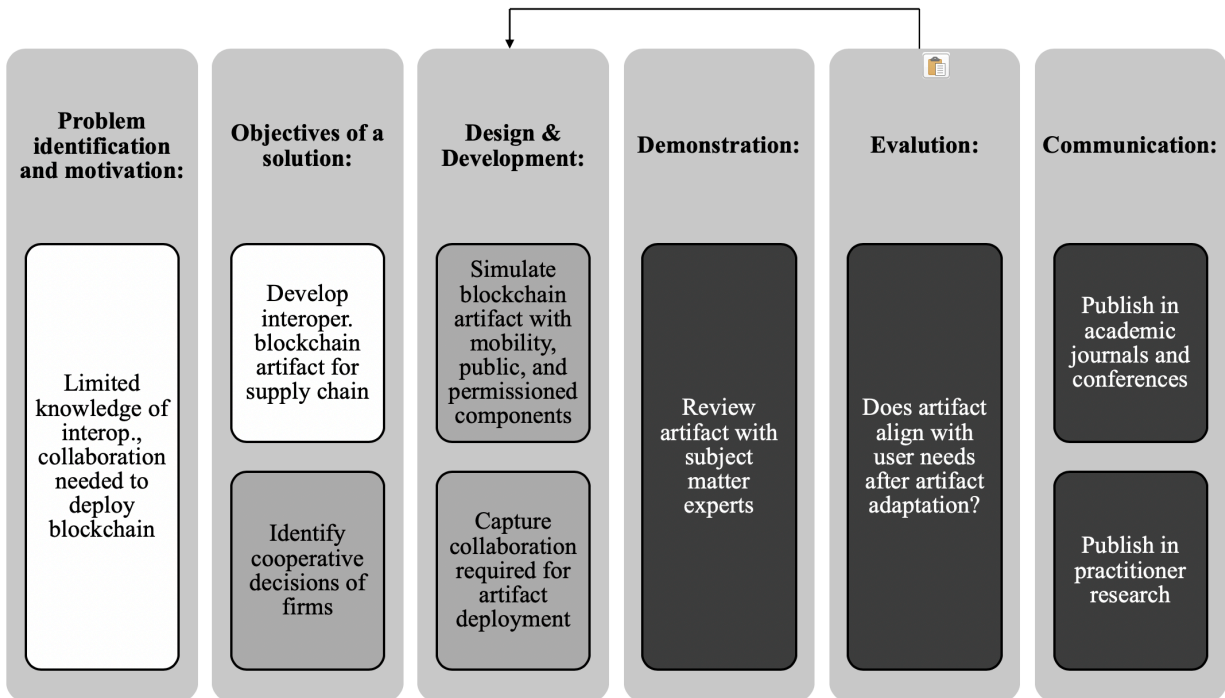 Problem
identification
and motivation:
Limited
knowledge of
interop.,
collaboration
needed to
deploy
blockchain
Objectives of a
solution:
Develop
interoper.
blockchain
artifact for
supply chain
Identify
cooperative
decisions of
firms
Design &
Development:
Simulate
blockchain
artifact with
mobility,
public, and
permissioned
components
Capture
collaboration
required for
artifact
deployment
Demonstration:
Review
artifact with
subject
matter
experts
Evalution:
Does artifact
align with
user needs
after artifact
adaptation?
Communication:
Publish in
academic
journals and
conferences
Publish in
practitioner
research